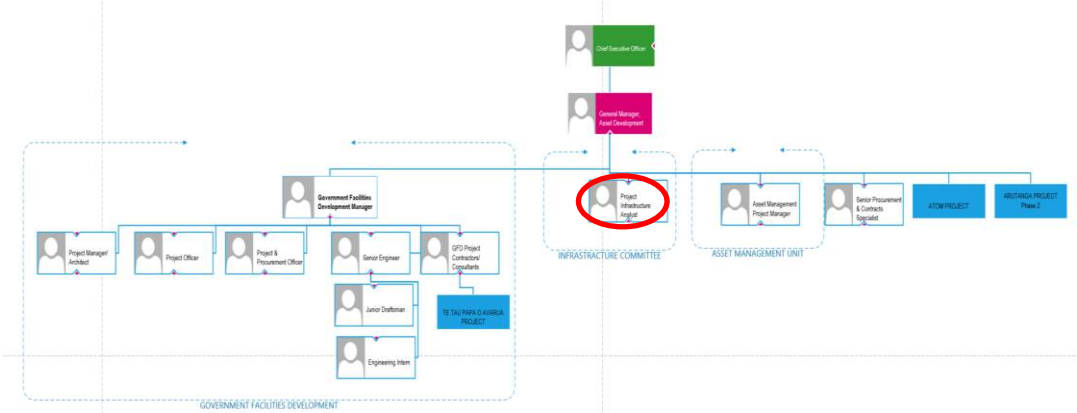 Chief Executive Officer
General Manager,
Asset Development
Government Facilities
Development Manager
Project
Infrastructure
Analyst
Asset Management
Project Manager
Senior Procurement
& Contracts
Specialist
ATOM PROJECT
ARUTANGA PROJECT
Phase 2
Project Manager/
Architect
Project Officer
Project &
Procurement Officer
Senior Engineer
GFD Project
Contractors/
Consultants
INFRASTRACTURE COMMITTEE
ASSET MANAGEMENT UNIT
Junior Draftsman
TE TAU PAPA O AVARUA
PROJECT
Engineering Intern
GOVERNMENT FACILITIES DEVELOPMENT